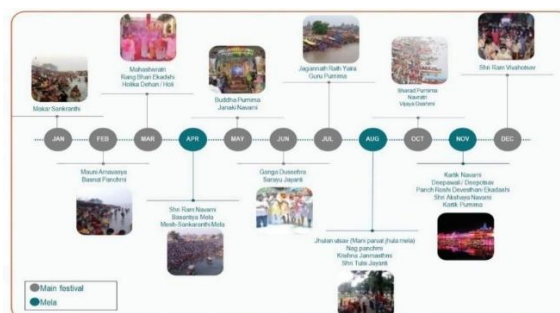 Makar Sankranthi
Mahashivratri
Rang Bhari Ekadashi
Holika Dahan / Holi
Buddha Purnima
Janaki Navami
Jagannath Rath Yatra
Guru Purnima
Sharad Purnima
Navratri
Vijaya Dashmi
Shri Ram Vivahotsav
JAN
FEB
MAR
APR
MAY
JUN
JUL
AUG
OCT
NOV
DEC
Mauni Amavasya
Basnat Panchmi
Shri Ram Navami
Basantiya Mela
Mesh-Sankaranthi Mela
Ganga Dussehra
Sarayu Jayanti
Jhulan utsav (Mani parvat jhula mela)
Nag panchmi
Krishna Janmasthmi
Shri Tulsi Jayanti
Kartik Navami
Deepawali / Deepotsav
Panch Koshi Devesthan Ekadashi
Shri Akshaya Navami
Kartik Purnima
Main festival
Mela